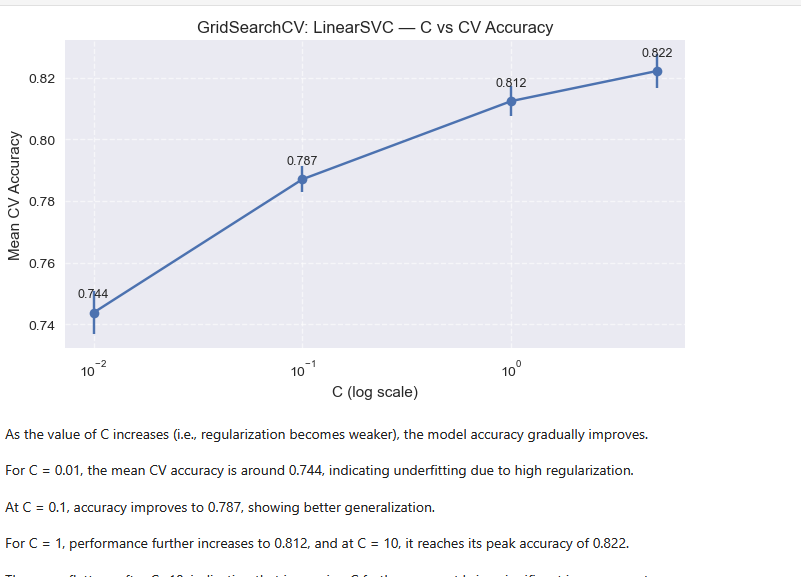 GridSearchCV: LinearSVC — C vs CV Accuracy
0.822
0.82
0.812
0.80
0.787
0.78
0.76
0.744
0.74
Mean CV Accuracy
10⁻² 10⁻¹ 10⁰
C (log scale)
As the value of C increases (i.e., regularization becomes weaker), the model accuracy gradually improves.
For C = 0.01, the mean CV accuracy is around 0.744, indicating underfitting due to high regularization.
At C = 0.1, accuracy improves to 0.787, showing better generalization.
For C = 1, performance further increases to 0.812, and at C = 10, it reaches its peak accuracy of 0.822.